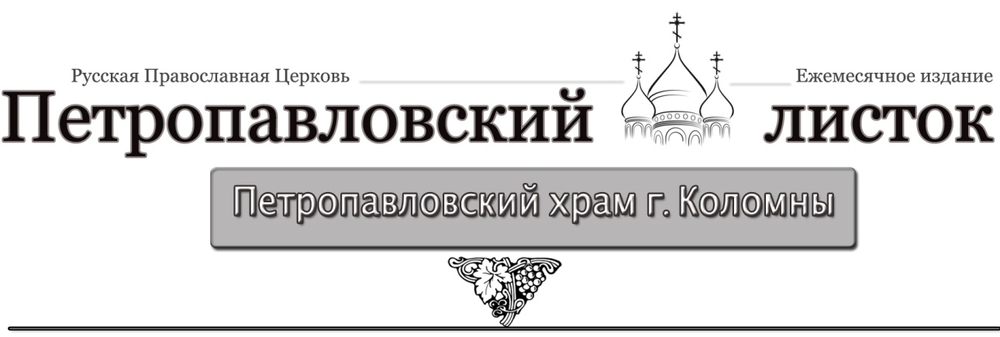 Русская Православная Церковь
Ежемесячное издание
Петропавловский листок
Петропавловский храм г. Коломны